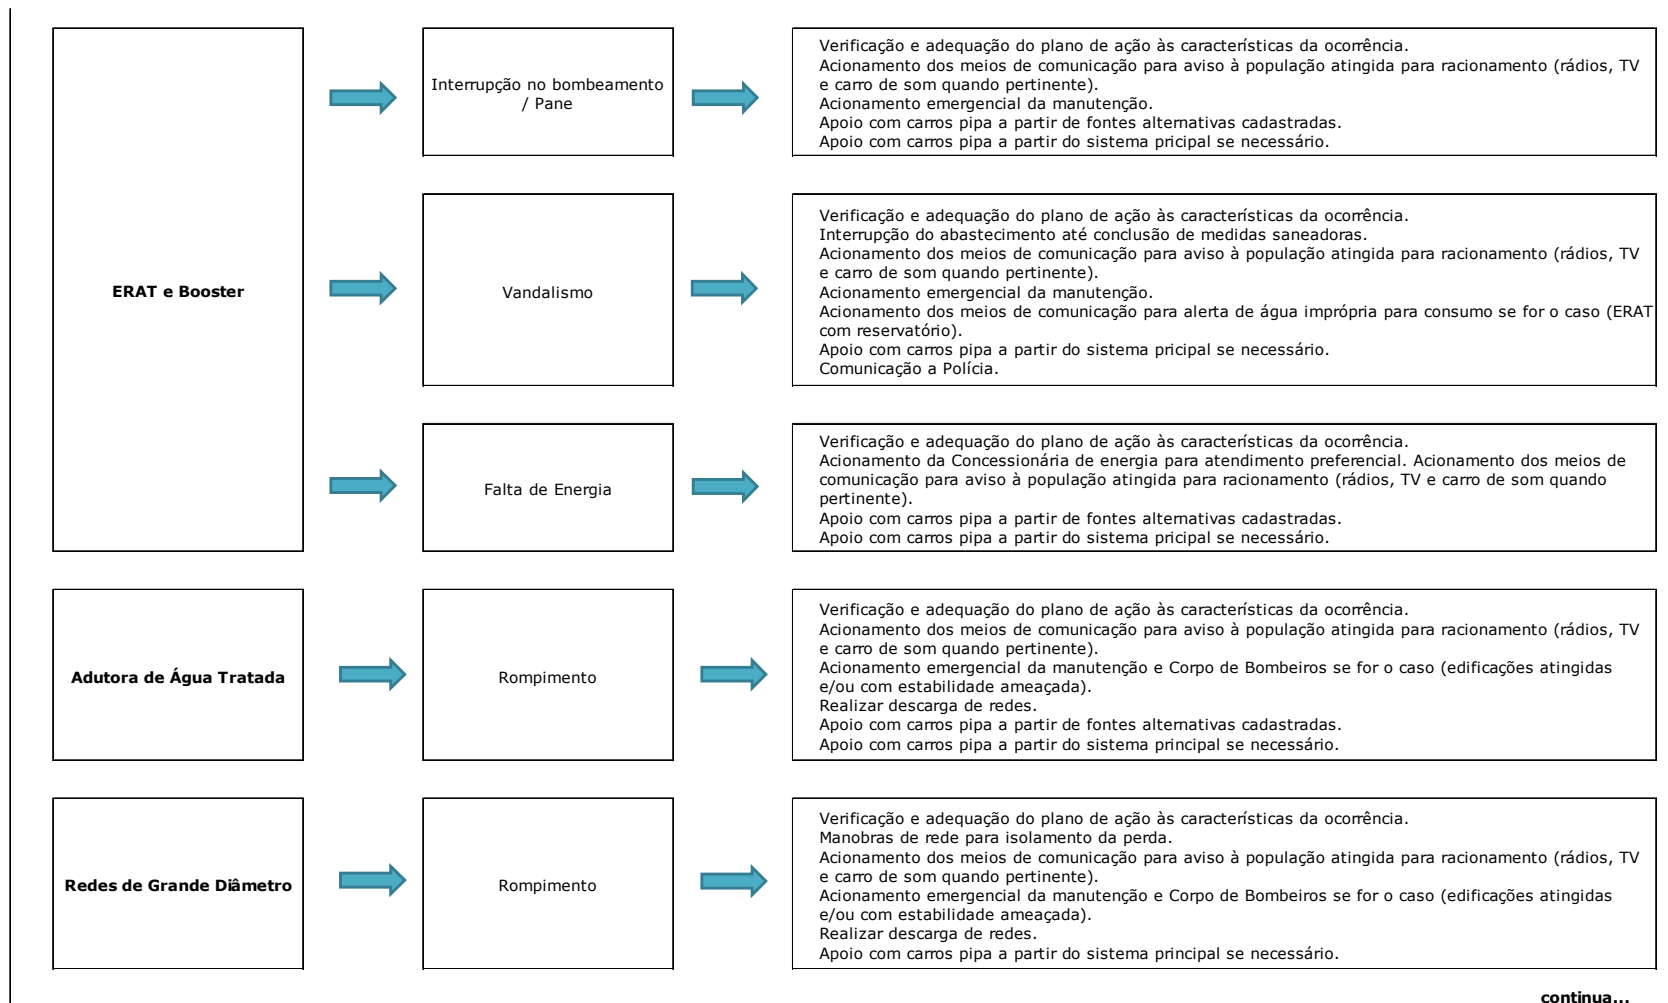 ERAT e Booster
Interrupção no bombeamento
/ Pane
Verificação e adequação do plano de ação às características da ocorrência.
Acionamento dos meios de comunicação para aviso à população atingida para racionamento (rádios, TV
e carro de som quando pertinente).
Acionamento emergencial da manutenção.
Apoio com carros pipa a partir de fontes alternativas cadastradas.
Apoio com carros pipa a partir do sistema pricipal se necessário.
Vandalismo
Verificação e adequação do plano de ação às características da ocorrência.
Interrupção do abastecimento até conclusão de medidas saneadoras.
Acionamento dos meios de comunicação para aviso à população atingida para racionamento (rádios, TV
e carro de som quando pertinente).
Acionamento emergencial da manutenção.
Acionamento dos meios de comunicação para alerta de água imprópria para consumo se for o caso (ERAT
com reservatório).
Apoio com carros pipa a partir do sistema pricipal se necessário.
Comunicação a Polícia.
Falta de Energia
Verificação e adequação do plano de ação às características da ocorrência.
Acionamento da Concessionária de energia para atendimento preferencial. Acionamento dos meios de
comunicação para aviso à população atingida para racionamento (rádios, TV e carro de som quando
pertinente).
Apoio com carros pipa a partir de fontes alternativas cadastradas.
Apoio com carros pipa a partir do sistema pricipal se necessário.
Adutora de Água Tratada
Rompimento
Verificação e adequação do plano de ação às características da ocorrência.
Acionamento dos meios de comunicação para aviso à população atingida para racionamento (rádios, TV
e carro de som quando pertinente).
Acionamento emergencial da manutenção e Corpo de Bombeiros se for o caso (edificações atingidas
e/ou com estabilidade ameaçada).
Realizar descarga de redes.
Apoio com carros pipa a partir de fontes alternativas cadastradas.
Apoio com carros pipa a partir do sistema principal se necessário.
Redes de Grande Diâmetro
Rompimento
Verificação e adequação do plano de ação às características da ocorrência.
Manobras de rede para isolamento da perda.
Acionamento dos meios de comunicação para aviso à população atingida para racionamento (rádios, TV
e carro de som quando pertinente).
Acionamento emergencial da manutenção e Corpo de Bombeiros se for o caso (edificações atingidas
e/ou com estabilidade ameaçada).
Realizar descarga de redes.
Apoio com carros pipa a partir do sistema principal se necessário.
continua...